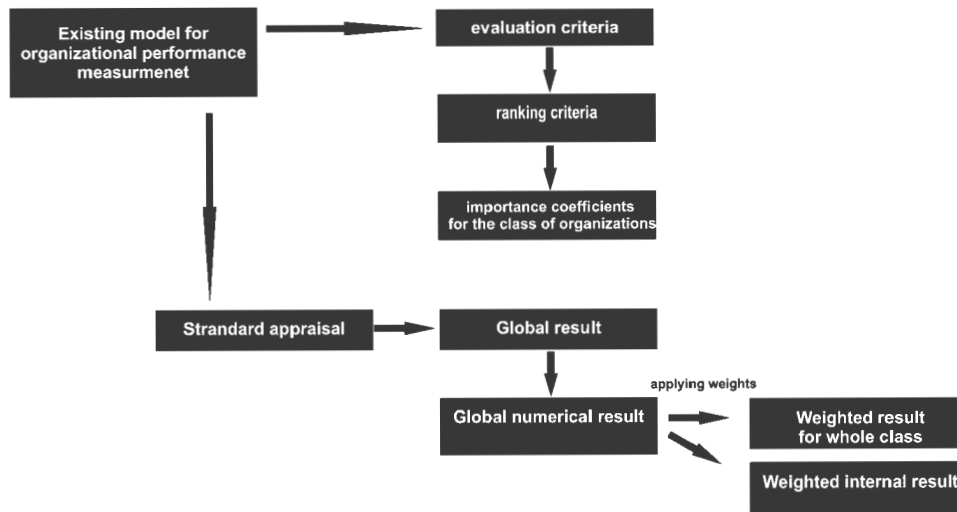 Existing model for
organizational performance
measurmenet
evaluation criteria
ranking criteria
importance coefficients
for the class of organizations
Strandard appraisal
Global result
applying weights
Global numerical result
Weighted result
for whole class
Weighted internal result